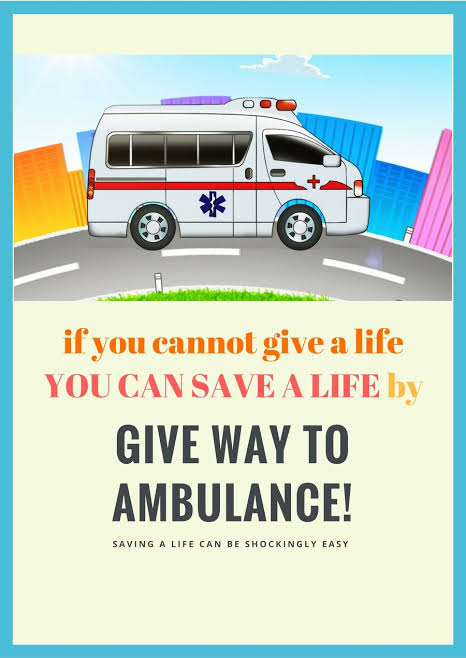 if you cannot give a life
YOU CAN SAVE A LIFE by
GIVE WAY TO
AMBULANCE!
SAVING A LIFE CAN BE SHOCKINGLY EASY